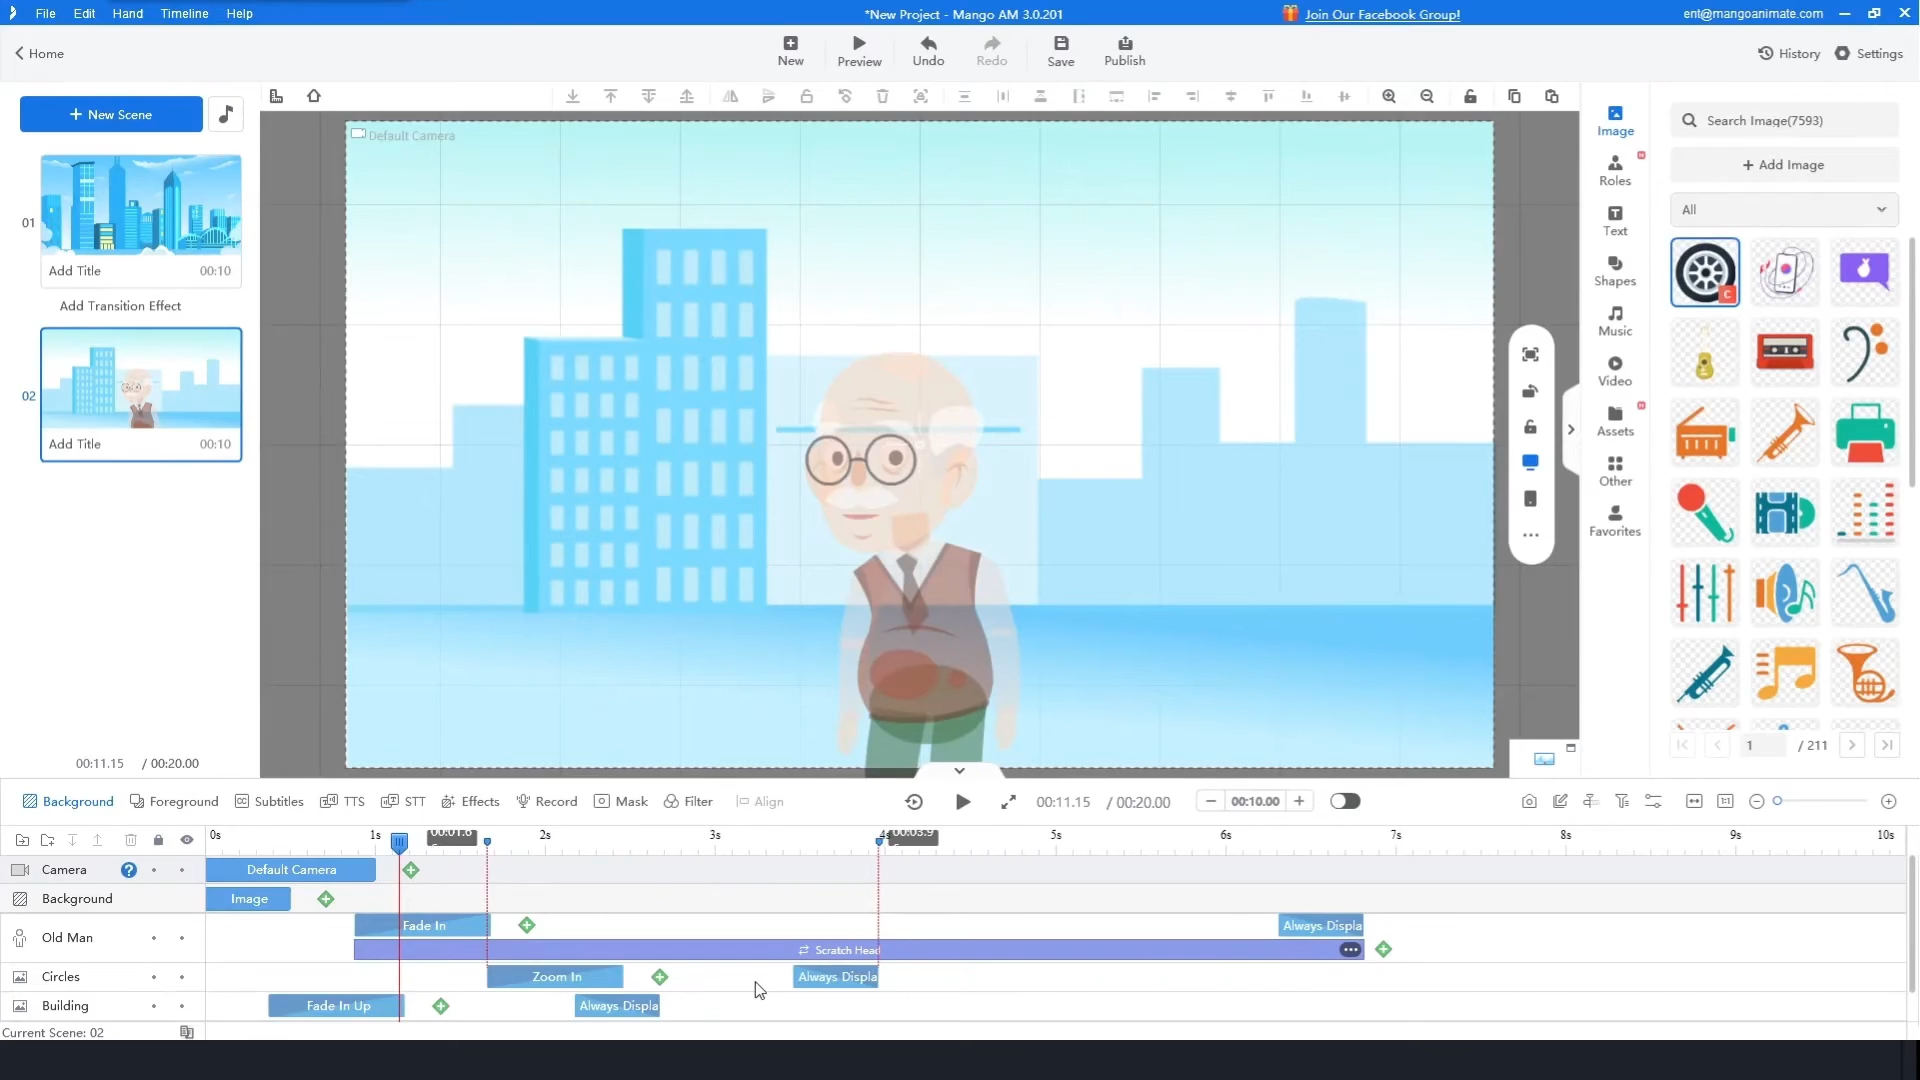 File Edit Hand Timeline Help
*New Project - Mango AM 3.0.201
Join Our Facebook Group!
ent@mangoanimate.com
Home
New
Preview
Undo
Redo
Save
Publish
History
Settings
+ New Scene
01
Add Title 00:10
Add Transition Effect
02
Add Title 00:10
00:11.15 / 00:20.00
Default Camera
Image
Roles
Text
Shapes
Music
Video
Assets
Other
Favorites
Search Image(7593)
+ Add Image
All
C
1 / 211
Background Foreground Subtitles TTS STT Effects Record Mask Filter Align
00:11.15 / 00:20.00
00:10.00
0s 1s 2s 3s 4s 5s 6s 7s 8s 9s 10s
00:01.6
00:03.9
Camera ? Default Camera
Background Image
Old Man Fade In Always Displa
Scratch Head
Circles Zoom In Always Displa
Building Fade In Up Always Displa
Current Scene: 02